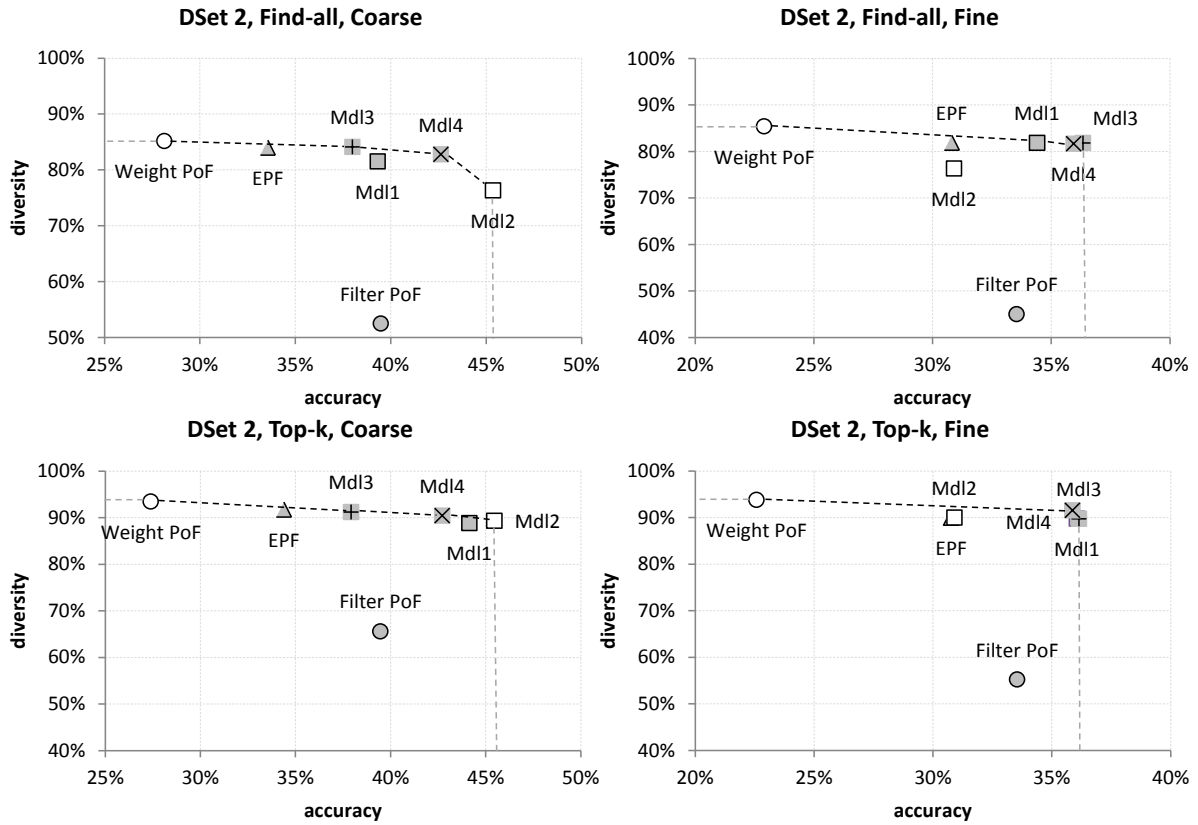 DSet 2, Find-all, Coarse
100%
90%
80%
70%
60%
50%
diversity
Mdl3
Mdl4
Weight PoF
EPF
Mdl1
Mdl2
Filter PoF
25% 30% 35% 40% 45% 50%
accuracy
DSet 2, Find-all, Fine
100%
90%
80%
70%
60%
50%
40%
diversity
EPF
Mdl1
Mdl3
Weight PoF
Mdl2
Mdl4
Filter PoF
20% 25% 30% 35% 40%
accuracy
DSet 2, Top-k, Coarse
100%
90%
80%
70%
60%
50%
40%
diversity
Mdl3
Mdl4
Mdl2
Weight PoF
EPF
Mdl1
Filter PoF
25% 30% 35% 40% 45% 50%
accuracy
DSet 2, Top-k, Fine
100%
90%
80%
70%
60%
50%
40%
diversity
Mdl2
Mdl3
Weight PoF
Mdl4
EPF
Mdl1
Filter PoF
20% 25% 30% 35% 40%
accuracy